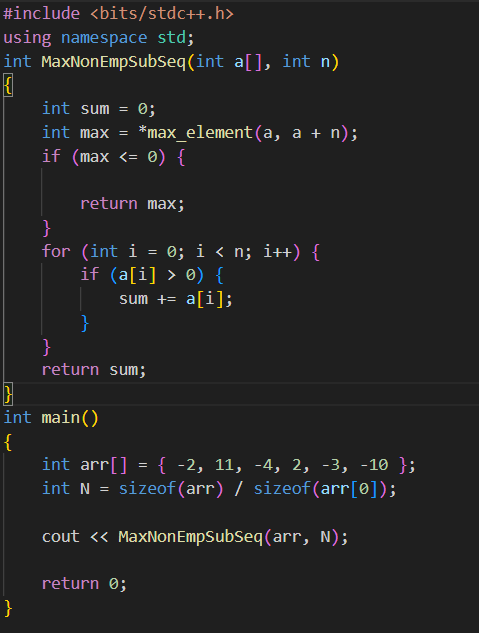 #include <bits/stdc++.h>
using namespace std;
int MaxNonEmpSubSeq(int a[], int n)
{
    int sum = 0;
    int max = *max_element(a, a + n);
    if (max <= 0) {

        return max;
    }
    for (int i = 0; i < n; i++) {
        if (a[i] > 0) {
            sum += a[i];
        }
    }
    return sum;
}
int main()
{
    int arr[] = { -2, 11, -4, 2, -3, -10 };
    int N = sizeof(arr) / sizeof(arr[0]);

    cout << MaxNonEmpSubSeq(arr, N);

    return 0;
}